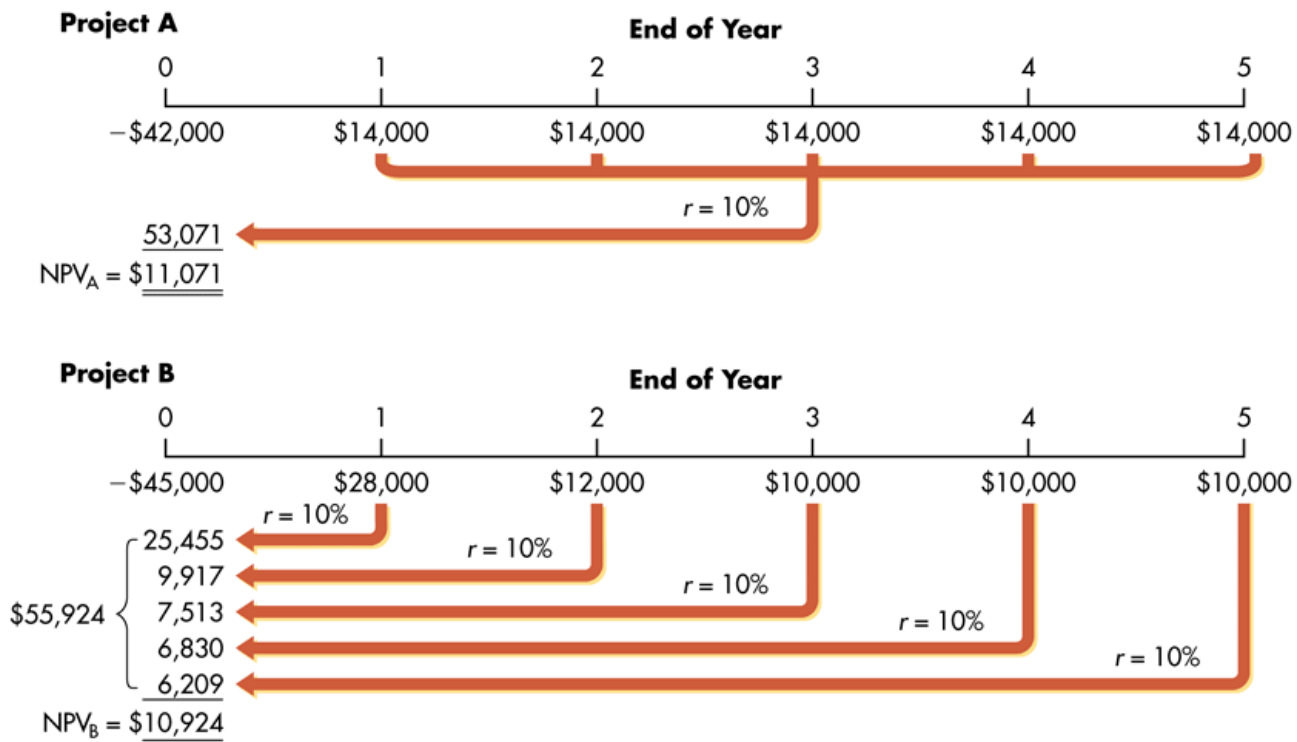 Project A
End of Year
0 1 2 3 4 5
−$42,000 $14,000 $14,000 $14,000 $14,000 $14,000
r = 10%
53,071
NPVA = $11,071
Project B
End of Year
0 1 2 3 4 5
−$45,000 $28,000 $12,000 $10,000 $10,000 $10,000
r = 10%
25,455
r = 10%
9,917
r = 10%
$55,924 7,513
r = 10%
6,830
r = 10%
6,209
NPVB = $10,924